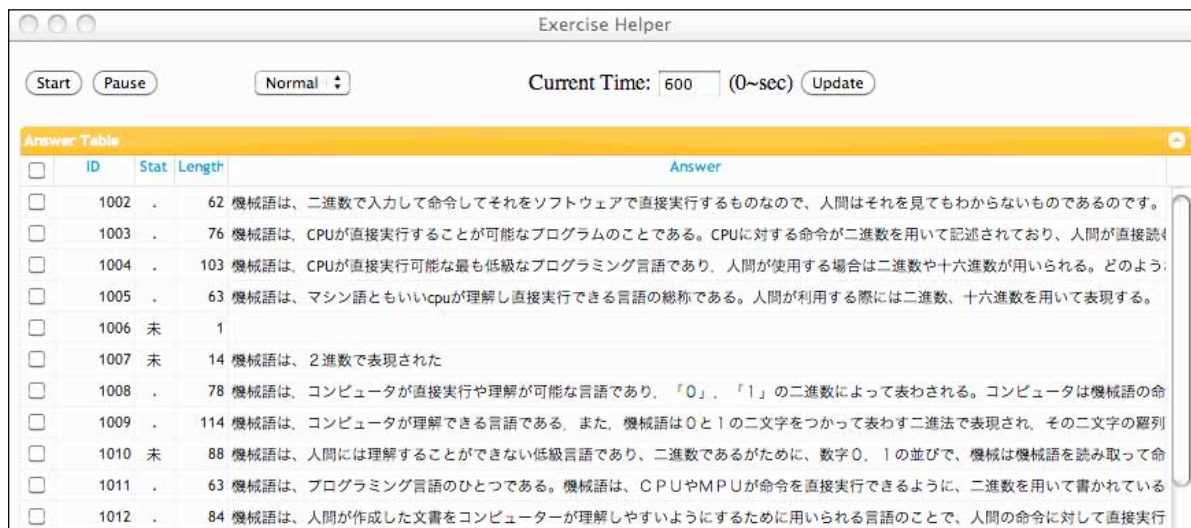 Exercise Helper
Start Pause Normal Current Time: 600 (0~sec) Update
Answer Table
ID Stat Length Answer
1002 . 62 機械語は、二進数で入力して命令してそれをソフトウェアで直接実行するものなので、人間はそれを見てもわからないものであるのです。
1003 . 76 機械語は、CPUが直接実行することが可能なプログラムのことである。CPUに対する命令が二進数を用いて記述されており、人間が直接読
1004 . 103 機械語は、CPUが直接実行可能な最も低級なプログラミング言語であり、人間が使用する場合は二進数や十六進数が用いられる。どのよう
1005 . 63 機械語は、マシン語ともいいcpuが理解し直接実行できる言語の総称である。人間が利用する際には二進数、十六進数を用いて表現する。
1006 未 1
1007 未 14 機械語は、２進数で表現された
1008 . 78 機械語は、コンピュータが直接実行や理解が可能な言語であり、「０」、「１」の二進数によって表わされる。コンピュータは機械語の命
1009 . 114 機械語は、コンピュータが理解できる言語である．また、機械語は０と１の二文字をつかって表わす二進法で表現され、その二文字の羅列
1010 未 88 機械語は、人間には理解することができない低級言語であり、二進数であるがために、数字０，１の並びで、機械は機械語を読み取って命
1011 . 63 機械語は、プログラミング言語のひとつである。機械語は、ＣＰＵやＭＰＵが命令を直接実行できるように、二進数を用いて書かれている
1012 . 84 機械語は、人間が作成した文書をコンピューターが理解しやすいようにするために用いられる言語のことで、人間の命令に対して直接実行